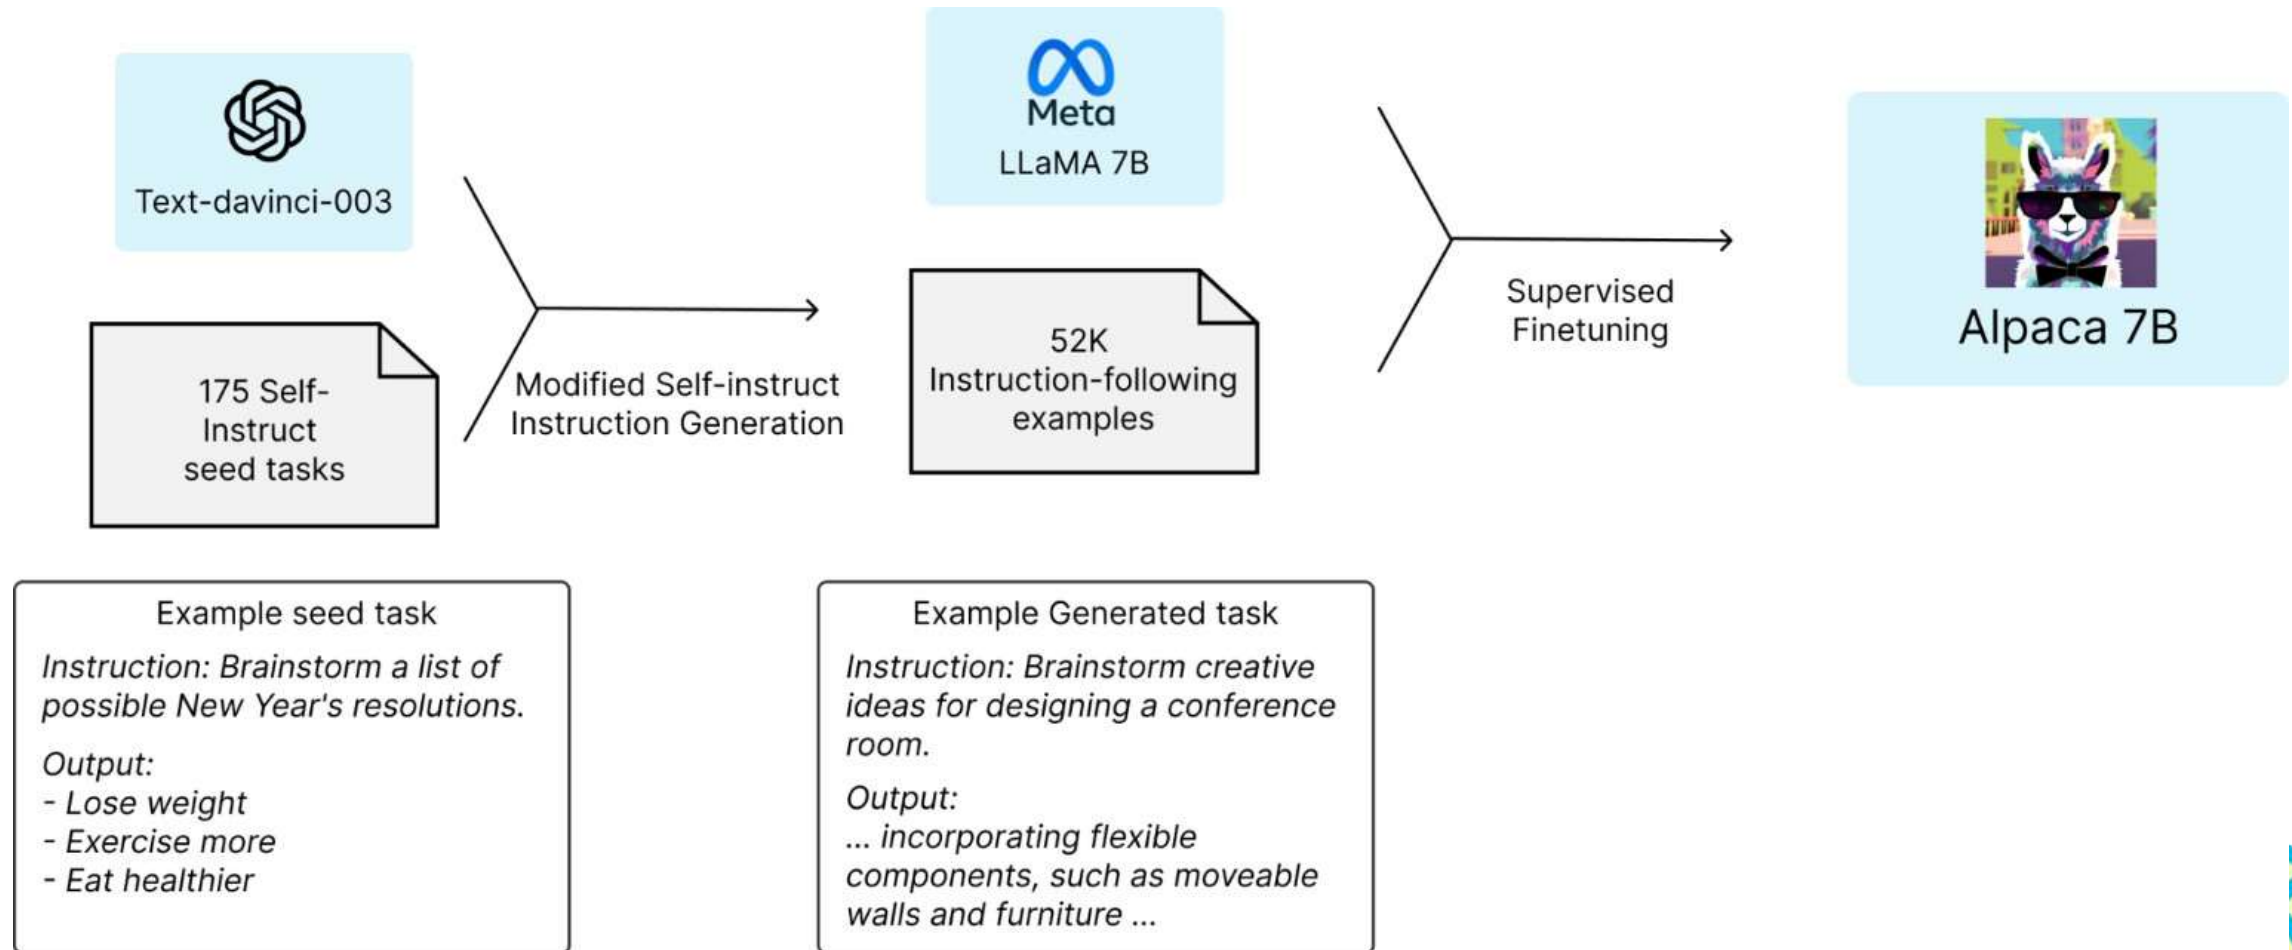 Text-davinci-003
175 Self-
Instruct
seed tasks
Modified Self-instruct
Instruction Generation
Meta
LLaMA 7B
52K
Instruction-following
examples
Supervised
Finetuning
Alpaca 7B
Example seed task
Instruction: Brainstorm a list of
possible New Year's resolutions.
Output:
- Lose weight
- Exercise more
- Eat healthier
Example Generated task
Instruction: Brainstorm creative
ideas for designing a conference
room.
Output:
... incorporating flexible
components, such as moveable
walls and furniture ...